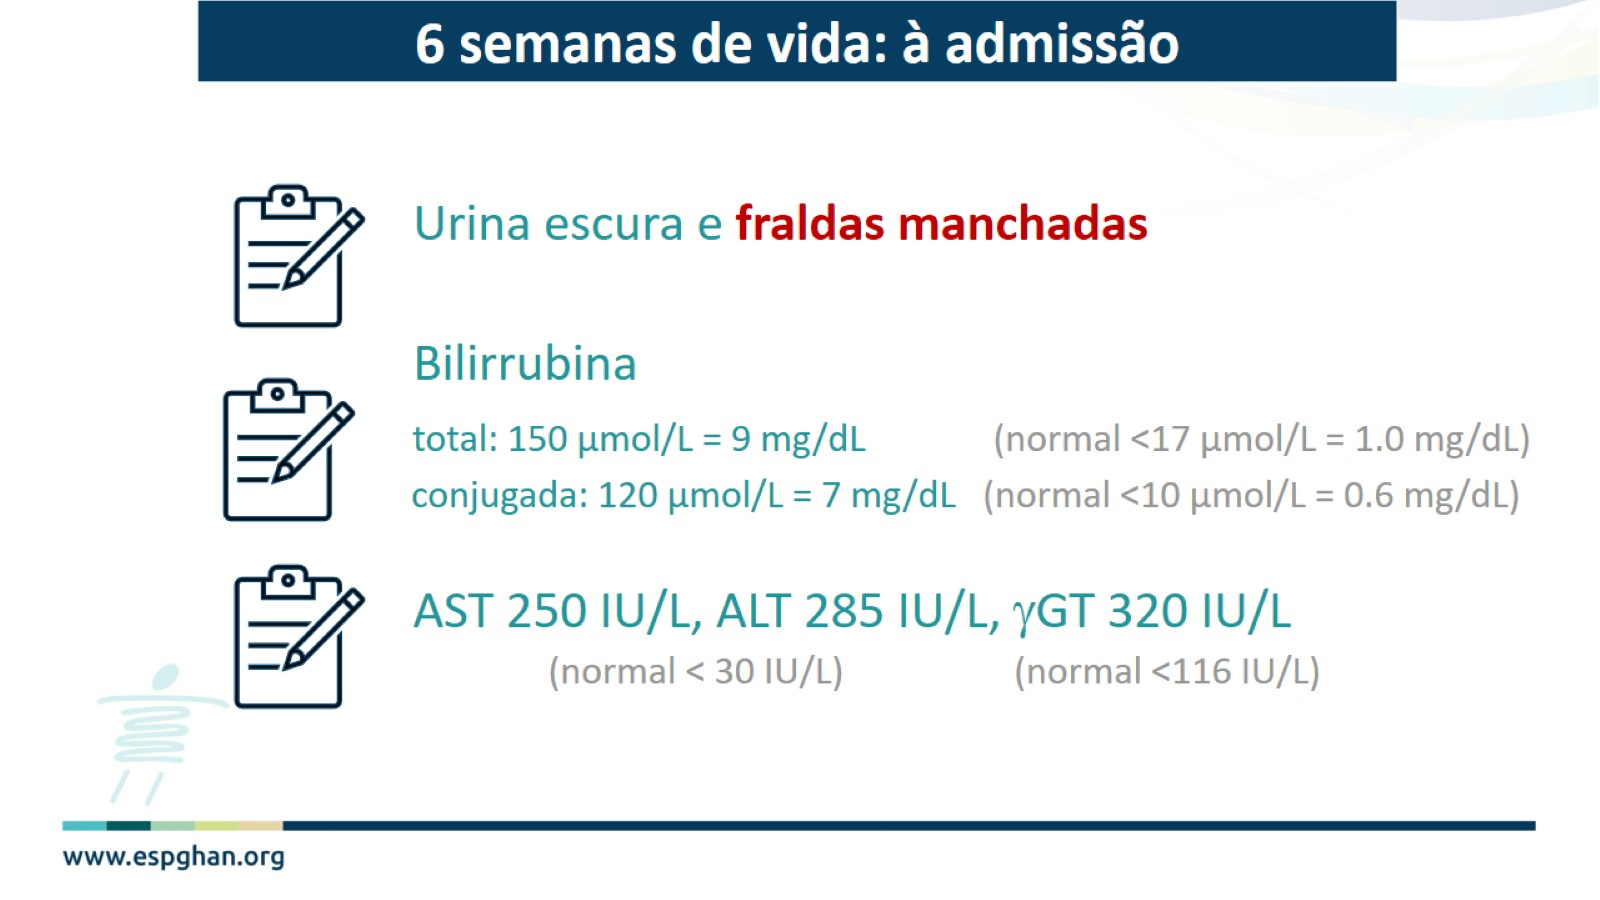 6 semanas de vida: à admissão
Urina escura e fraldas manchadas
Bilirrubina
total: 150 µmol/L = 9 mg/dL (normal <17 µmol/L = 1.0 mg/dL)
conjugada: 120 µmol/L = 7 mg/dL (normal <10 µmol/L = 0.6 mg/dL)
AST 250 IU/L, ALT 285 IU/L, γGT 320 IU/L
(normal < 30 IU/L) (normal <116 IU/L)
www.espghan.org